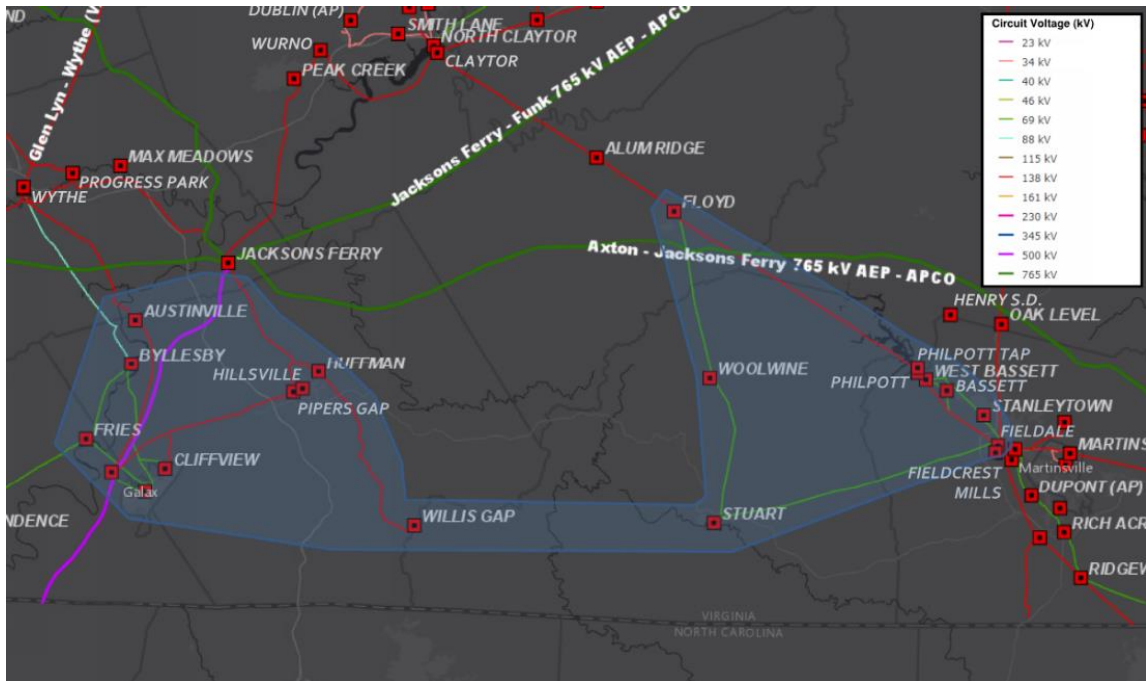 ND
DUBLIN (AP)
SMITH LANE
NORTH CLAYTOR
CLAYTOR
WURNO
PEAK CREEK
Glen Lyn - Wythe (V
Jacksons Ferry - Funk 765 kV AEP - APCO
MAX MEADOWS
PROGRESS PARK
WYTHE
ALUM RIDGE
FLOYD
JACKSONS FERRY
Axton - Jacksons Ferry 765 kV AEP - APCO
HENRY S.D.
OAK LEVEL
AUSTINVILLE
BYLLESBY
HUFFMAN
HILLSVILLE
PIPERS GAP
WOOLWINE
PHILPOTT TAP
WEST BASSETT
PHILPOTT
BASSETT
STANLEYTOWN
FRIES
FIELDALE
MARTINS
CLIFFVIEW
Martinsville
FIELDCREST
MILLS
Galax
DUPONT (AP)
NDENCE
WILLIS GAP
STUART
RICH ACR
RIDGEW
VIRGINIA
NORTH CAROLINA
Circuit Voltage (kV)
23 kV
34 kV
40 kV
46 kV
69 kV
88 kV
115 kV
138 kV
161 kV
230 kV
345 kV
500 kV
765 kV